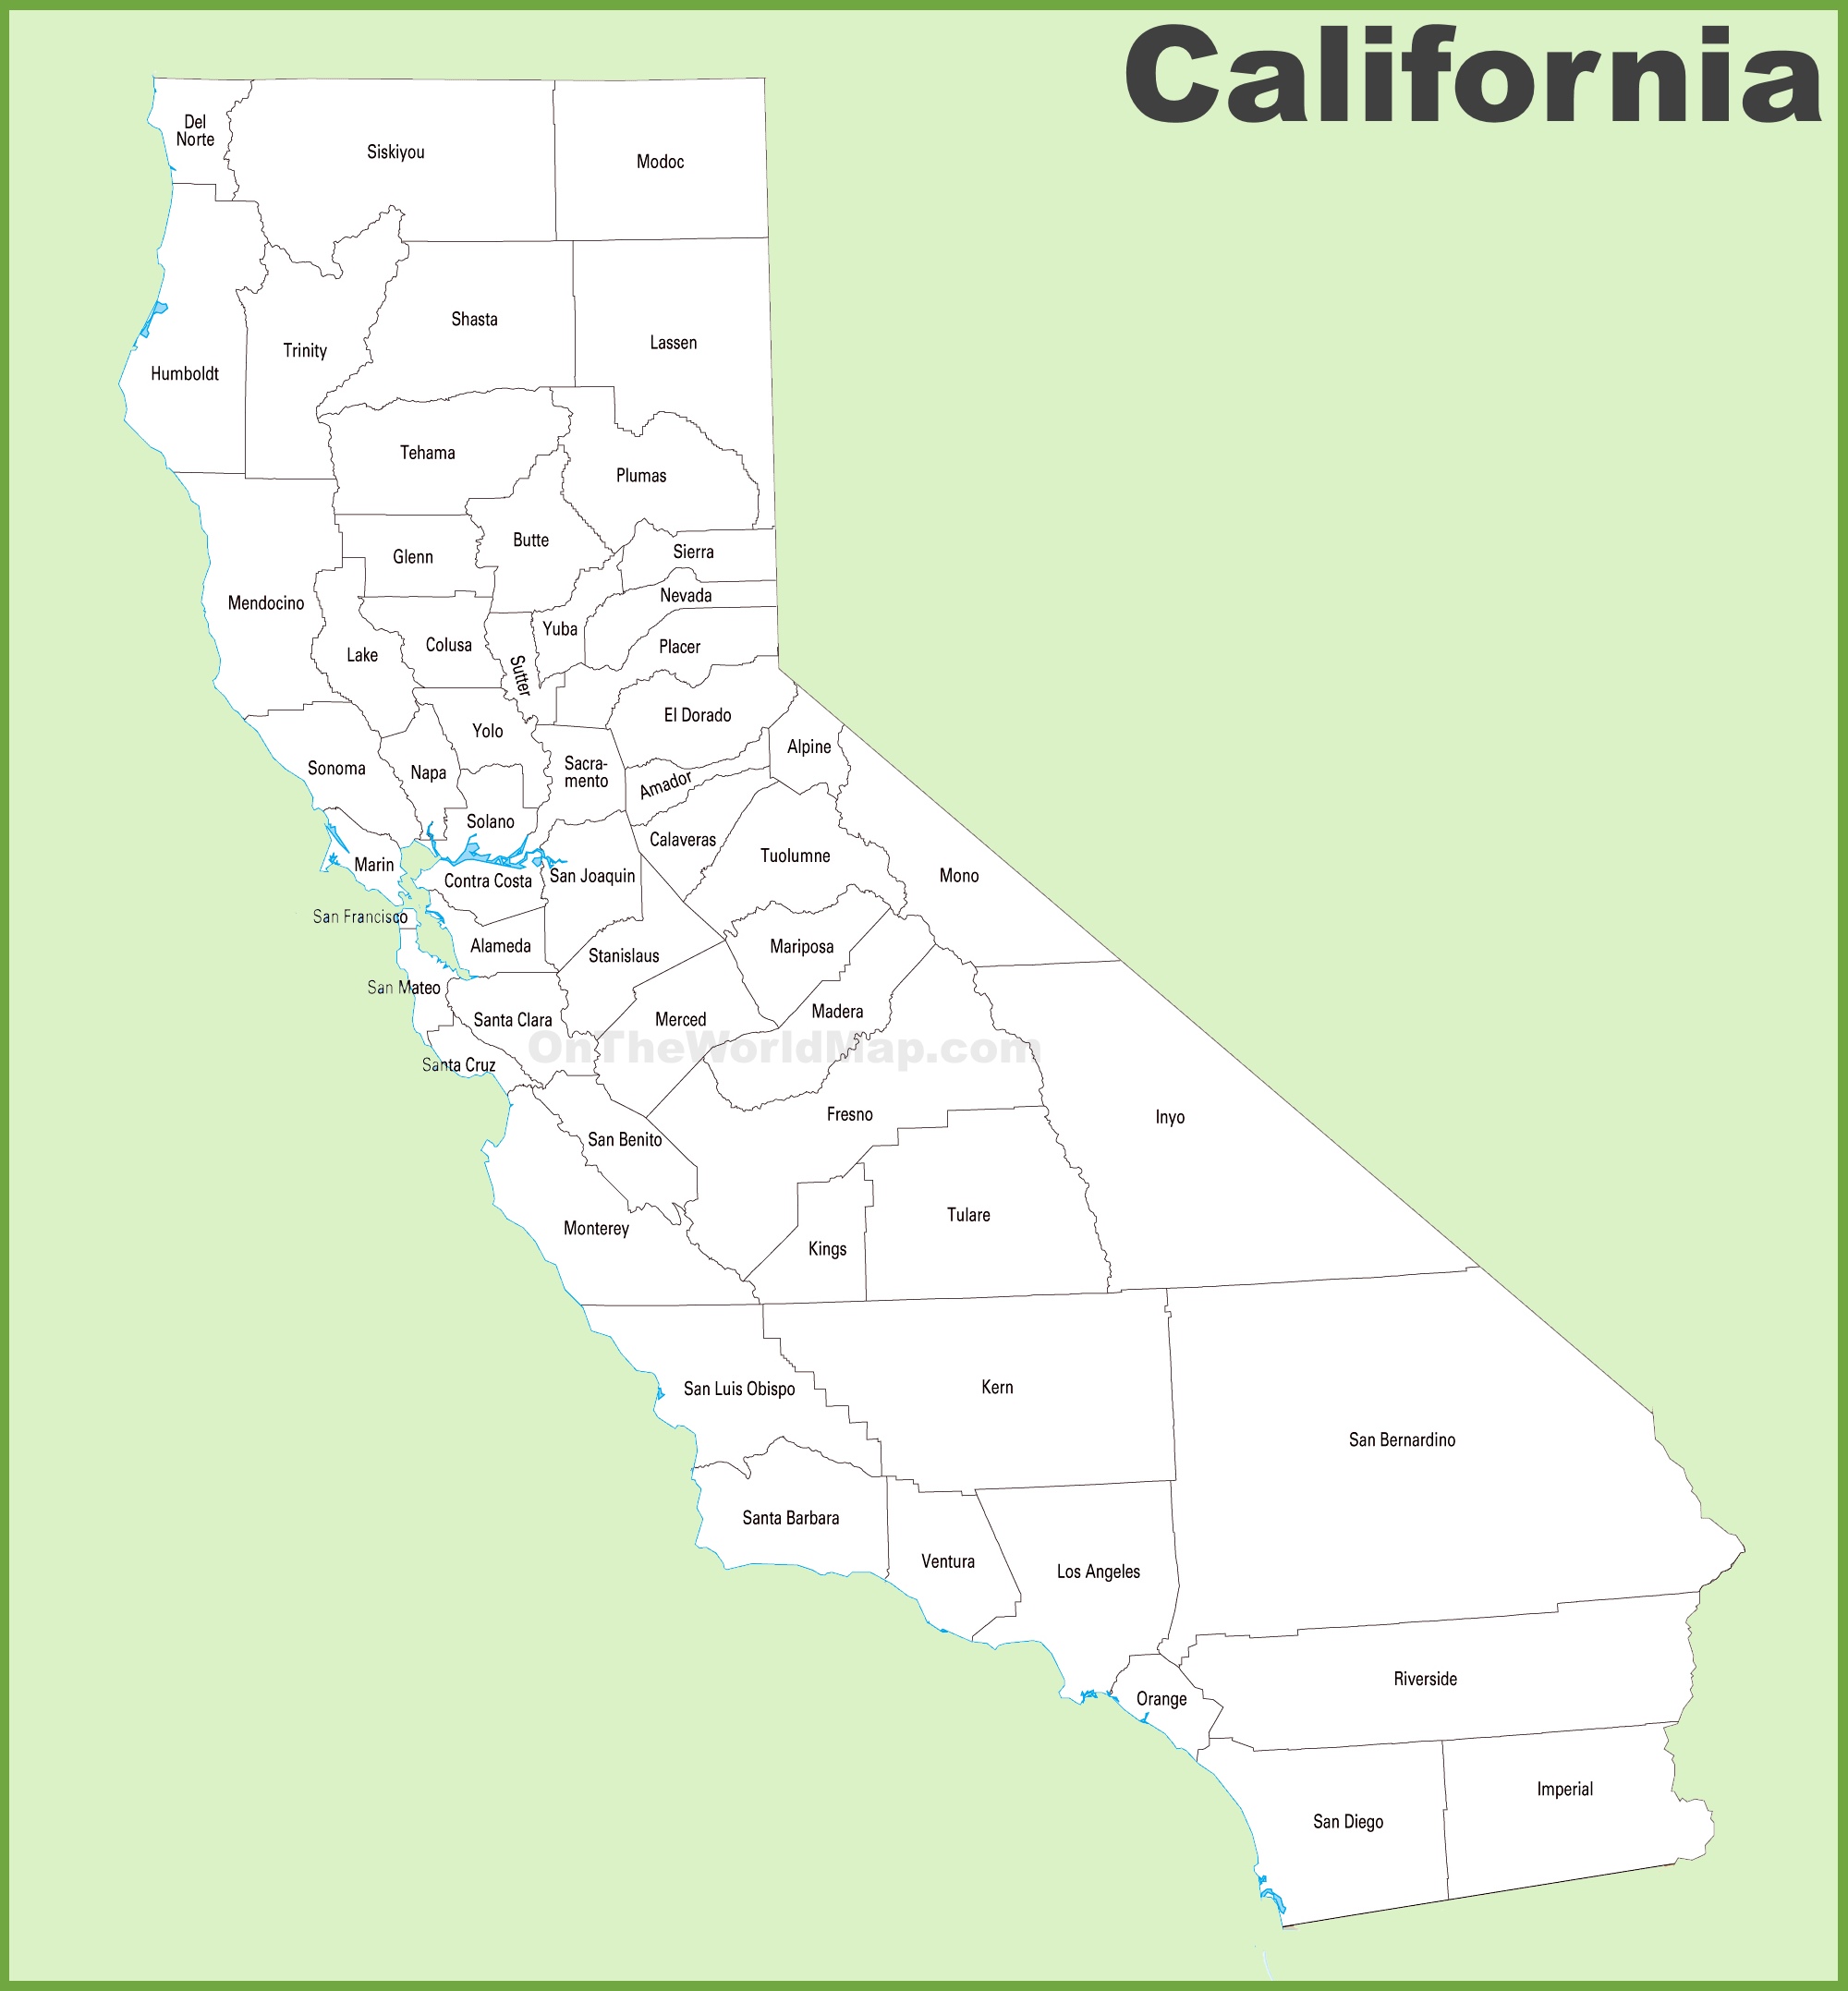 California
Del
Norte
Siskiyou
Modoc
Shasta
Lassen
Trinity
Humboldt
Tehama
Plumas
Butte
Sierra
Glenn
Nevada
Mendocino
Yuba
Colusa
Placer
Lake
Sutter
El Dorado
Yolo
Alpine
Sonoma
Napa
Sacra-
mento
Amador
Solano
Calaveras
Tuolumne
Marin
Contra Costa
San Joaquin
Mono
San Francisco
Alameda
Stanislaus
Mariposa
San Mateo
Santa Clara
Merced
Madera
OnTheWorldMap.com
Santa Cruz
Fresno
Inyo
San Benito
Tulare
Monterey
Kings
San Luis Obispo
Kern
San Bernardino
Santa Barbara
Ventura
Los Angeles
Riverside
Orange
Imperial
San Diego